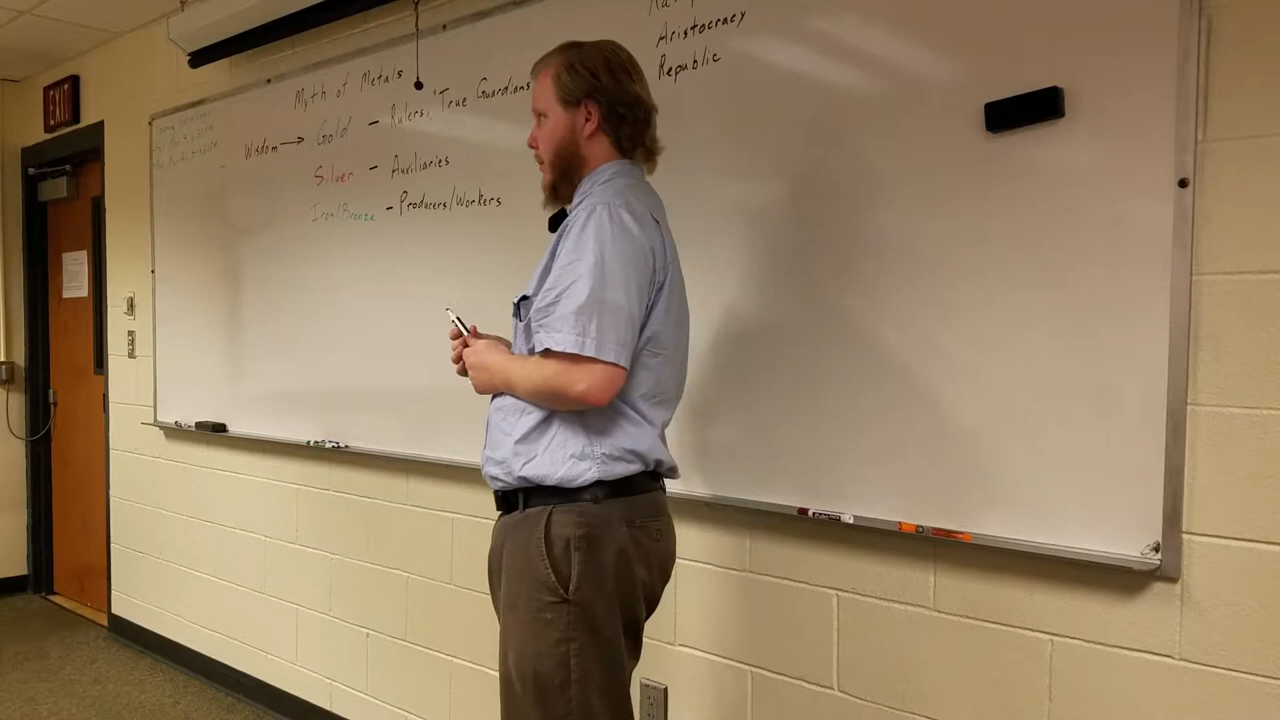 EXIT
Myth of Metals
Wisdom → Gold - Rulers, "True Guardians
Silver - Auxiliaries
Iron/Bronze - Producers/Workers
Aristocracy
Republic